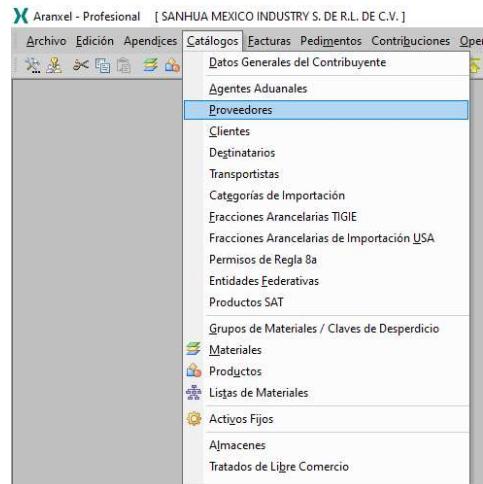 Aranxel - Profesional [ SANHUA MEXICO INDUSTRY S. DE R.L. DE C.V. ]
Archivo Edición Apendices Catálogos Facturas Pedimentos Contribuciones
Datos Generales del Contribuyente
Agentes Aduanales
Proveedores
Clientes
Destinatarios
Transportistas
Categorías de Importación
Fracciones Arancelarias TIGIE
Fracciones Arancelarias de Importación USA
Permisos de Regla 8a
Entidades Federativas
Productos SAT
Grupos de Materiales / Claves de Desperdicio
Materiales
Productos
Listas de Materiales
Activos Fijos
Almacenes
Tratados de Libre Comercio